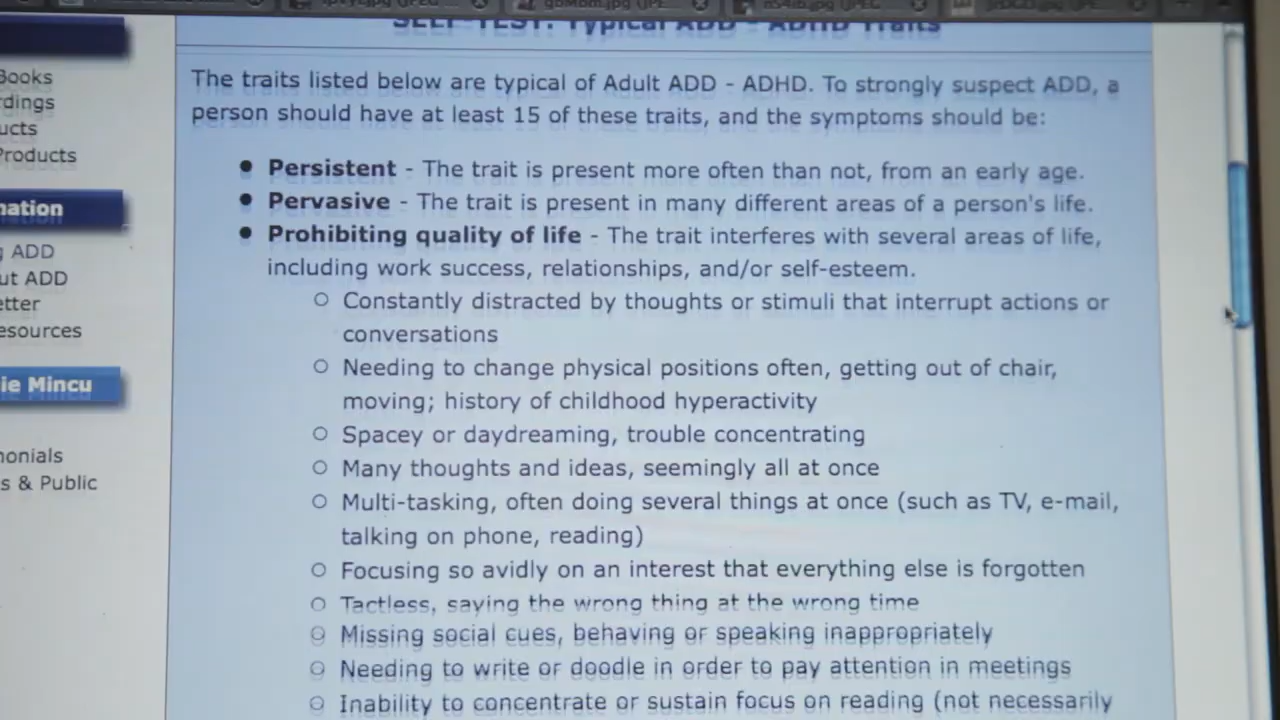 SELF-TEST: Typical ADD - ADHD Traits
The traits listed below are typical of Adult ADD - ADHD. To strongly suspect ADD, a
person should have at least 15 of these traits, and the symptoms should be:
Persistent - The trait is present more often than not, from an early age.
Pervasive - The trait is present in many different areas of a person's life.
Prohibiting quality of life - The trait interferes with several areas of life,
including work success, relationships, and/or self-esteem.
Constantly distracted by thoughts or stimuli that interrupt actions or
conversations
Needing to change physical positions often, getting out of chair,
moving; history of childhood hyperactivity
Spacey or daydreaming, trouble concentrating
Many thoughts and ideas, seemingly all at once
Multi-tasking, often doing several things at once (such as TV, e-mail,
talking on phone, reading)
Focusing so avidly on an interest that everything else is forgotten
Tactless, saying the wrong thing at the wrong time
Missing social cues, behaving or speaking inappropriately
Needing to write or doodle in order to pay attention in meetings
Inability to concentrate or sustain focus on reading (not necessarily
Books
rdings
ucts
Products
mation
g ADD
ut ADD
etter
esources
ie Mincu
monials
s & Public